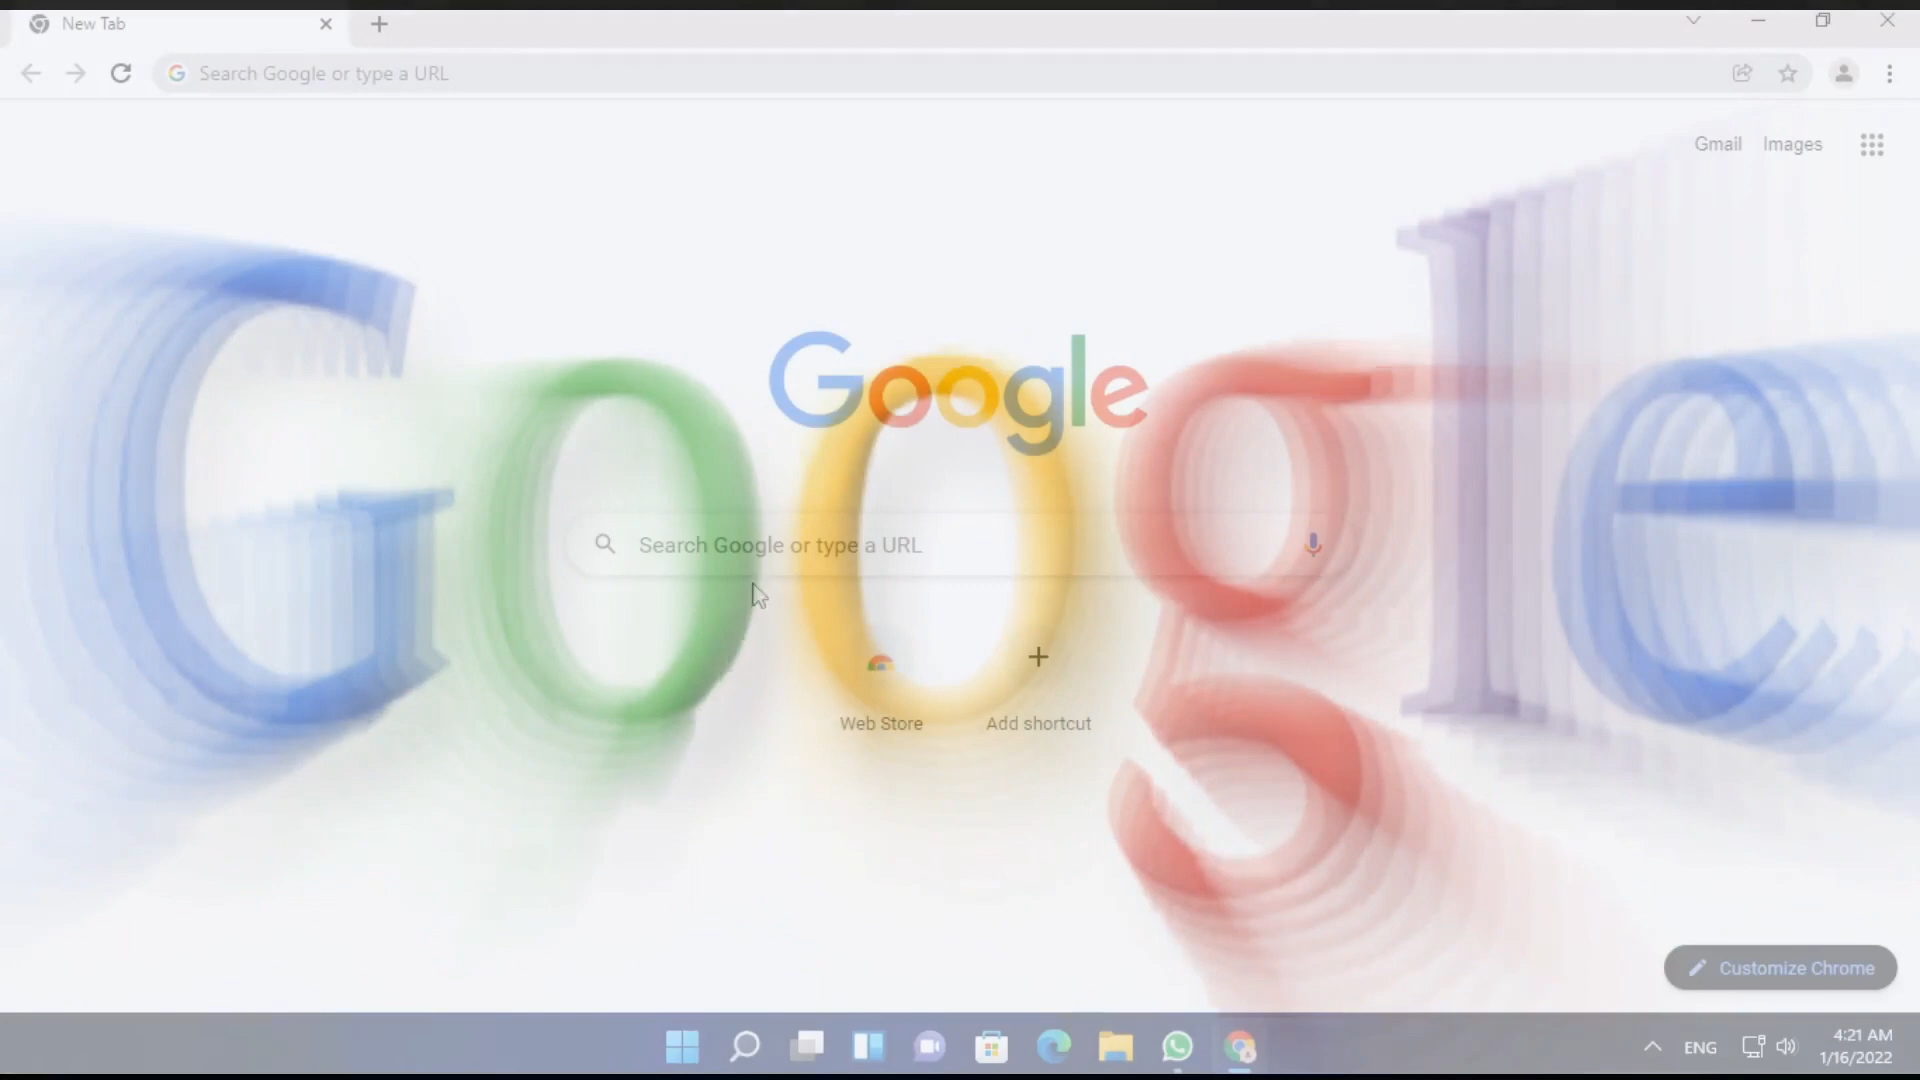 New Tab
Search Google or type a URL
Gmail Images
Google
Google
Search Google or type a URL
Web Store Add shortcut
Customize Chrome
ENG
4:21 AM
1/16/2022